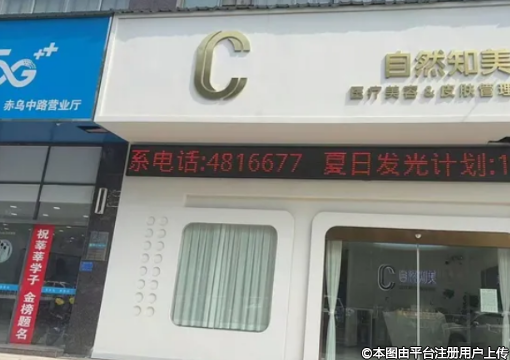 5G++
赤乌中路营业厅
C
自然知美
医疗美容&皮肤管理
系电话:4816677 夏日发光计划:1
祝莘莘学子 金榜题名
C 自然知美
©本图由平台注册用户上传